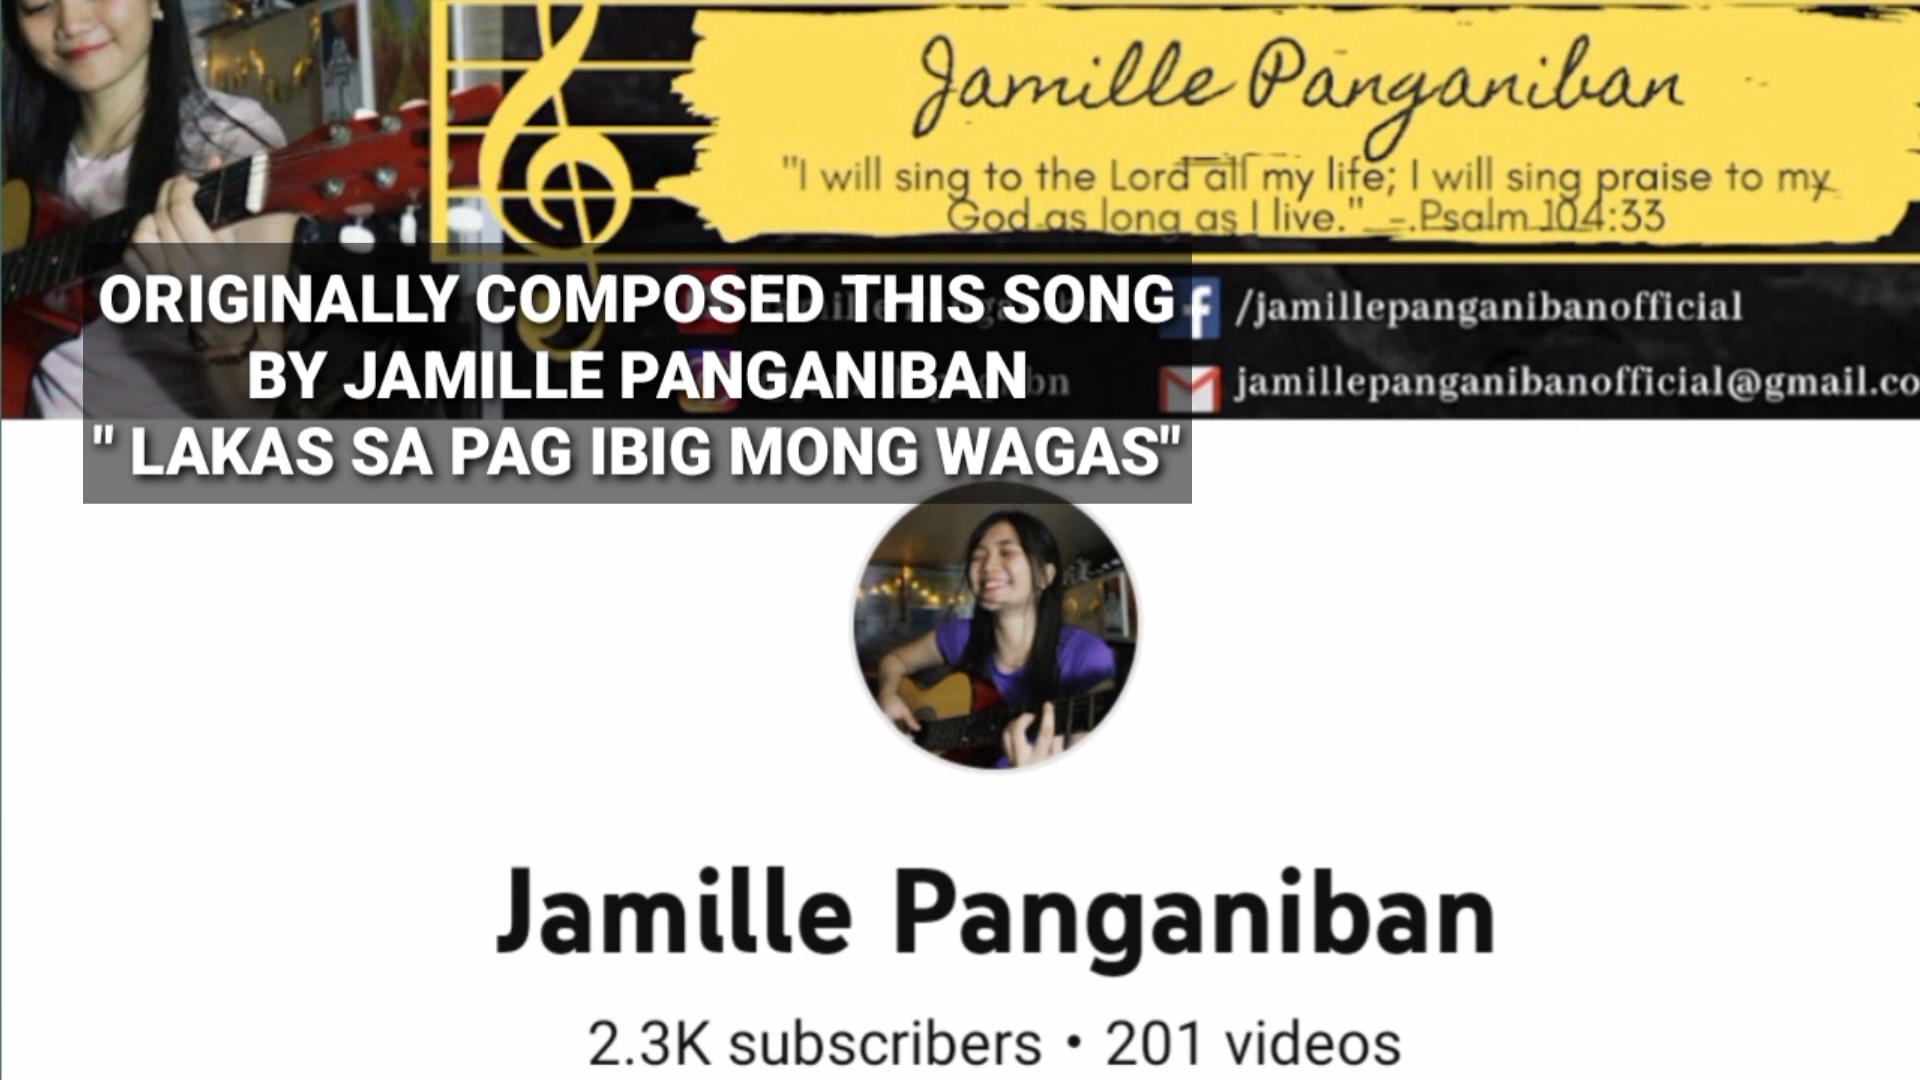 Jamille Panganiban
"I will sing to the Lord all my life; I will sing praise to my
God as long as I live." - Psalm 104:33
ORIGINALLY COMPOSED THIS SONG
BY JAMILLE PANGANIBAN
" LAKAS SA PAG IBIG MONG WAGAS"
/jamillepanganibanofficial
jamillepanganibanofficial@gmail.co
Jamille Panganiban
2.3K subscribers • 201 videos